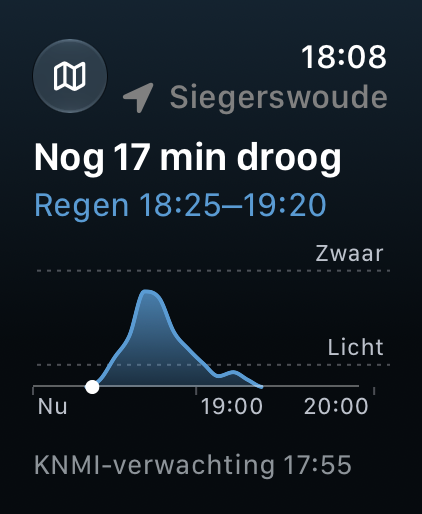 18:08
Siegerswoude
Nog 17 min droog
Regen 18:25–19:20
Zwaar
Licht
Nu 19:00 20:00
KNMI-verwachting 17:55